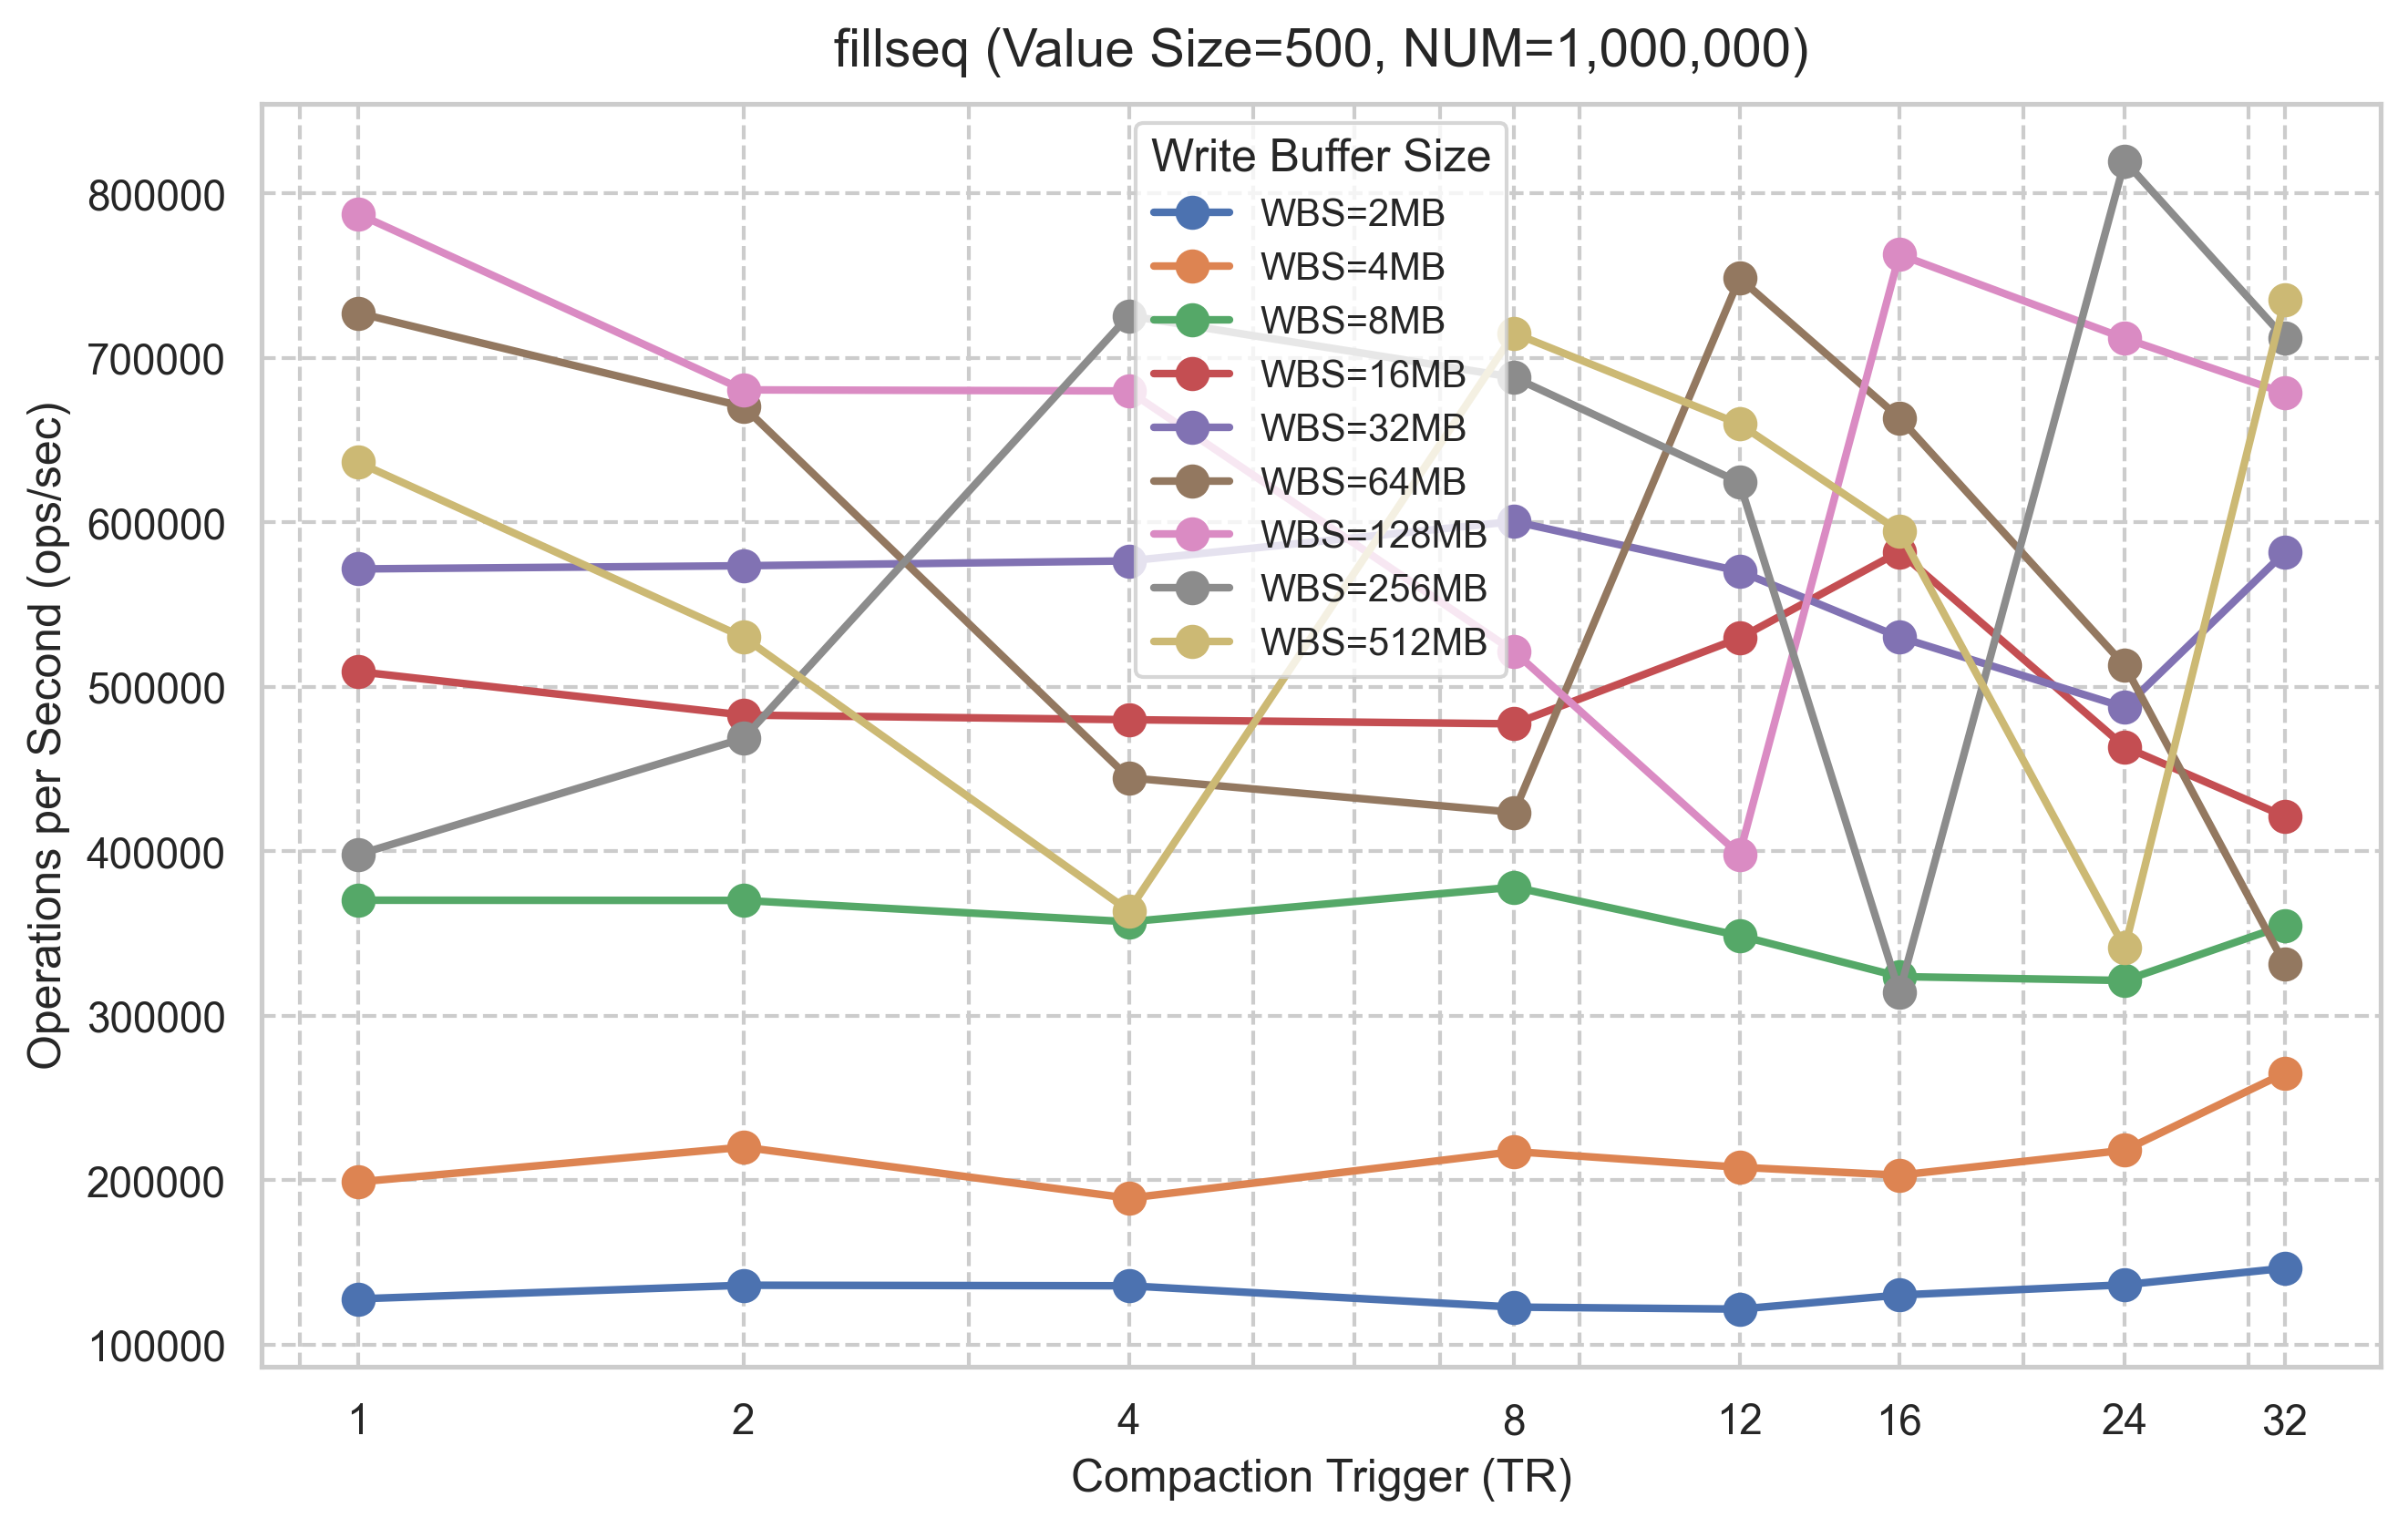 fillseq (Value Size=500, NUM=1,000,000)
Operations per Second (ops/sec)
800000
700000
600000
500000
400000
300000
200000
100000
Write Buffer Size
WBS=2MB
WBS=4MB
WBS=8MB
WBS=16MB
WBS=32MB
WBS=64MB
WBS=128MB
WBS=256MB
WBS=512MB
1 2 4 8 12 16 24 32
Compaction Trigger (TR)